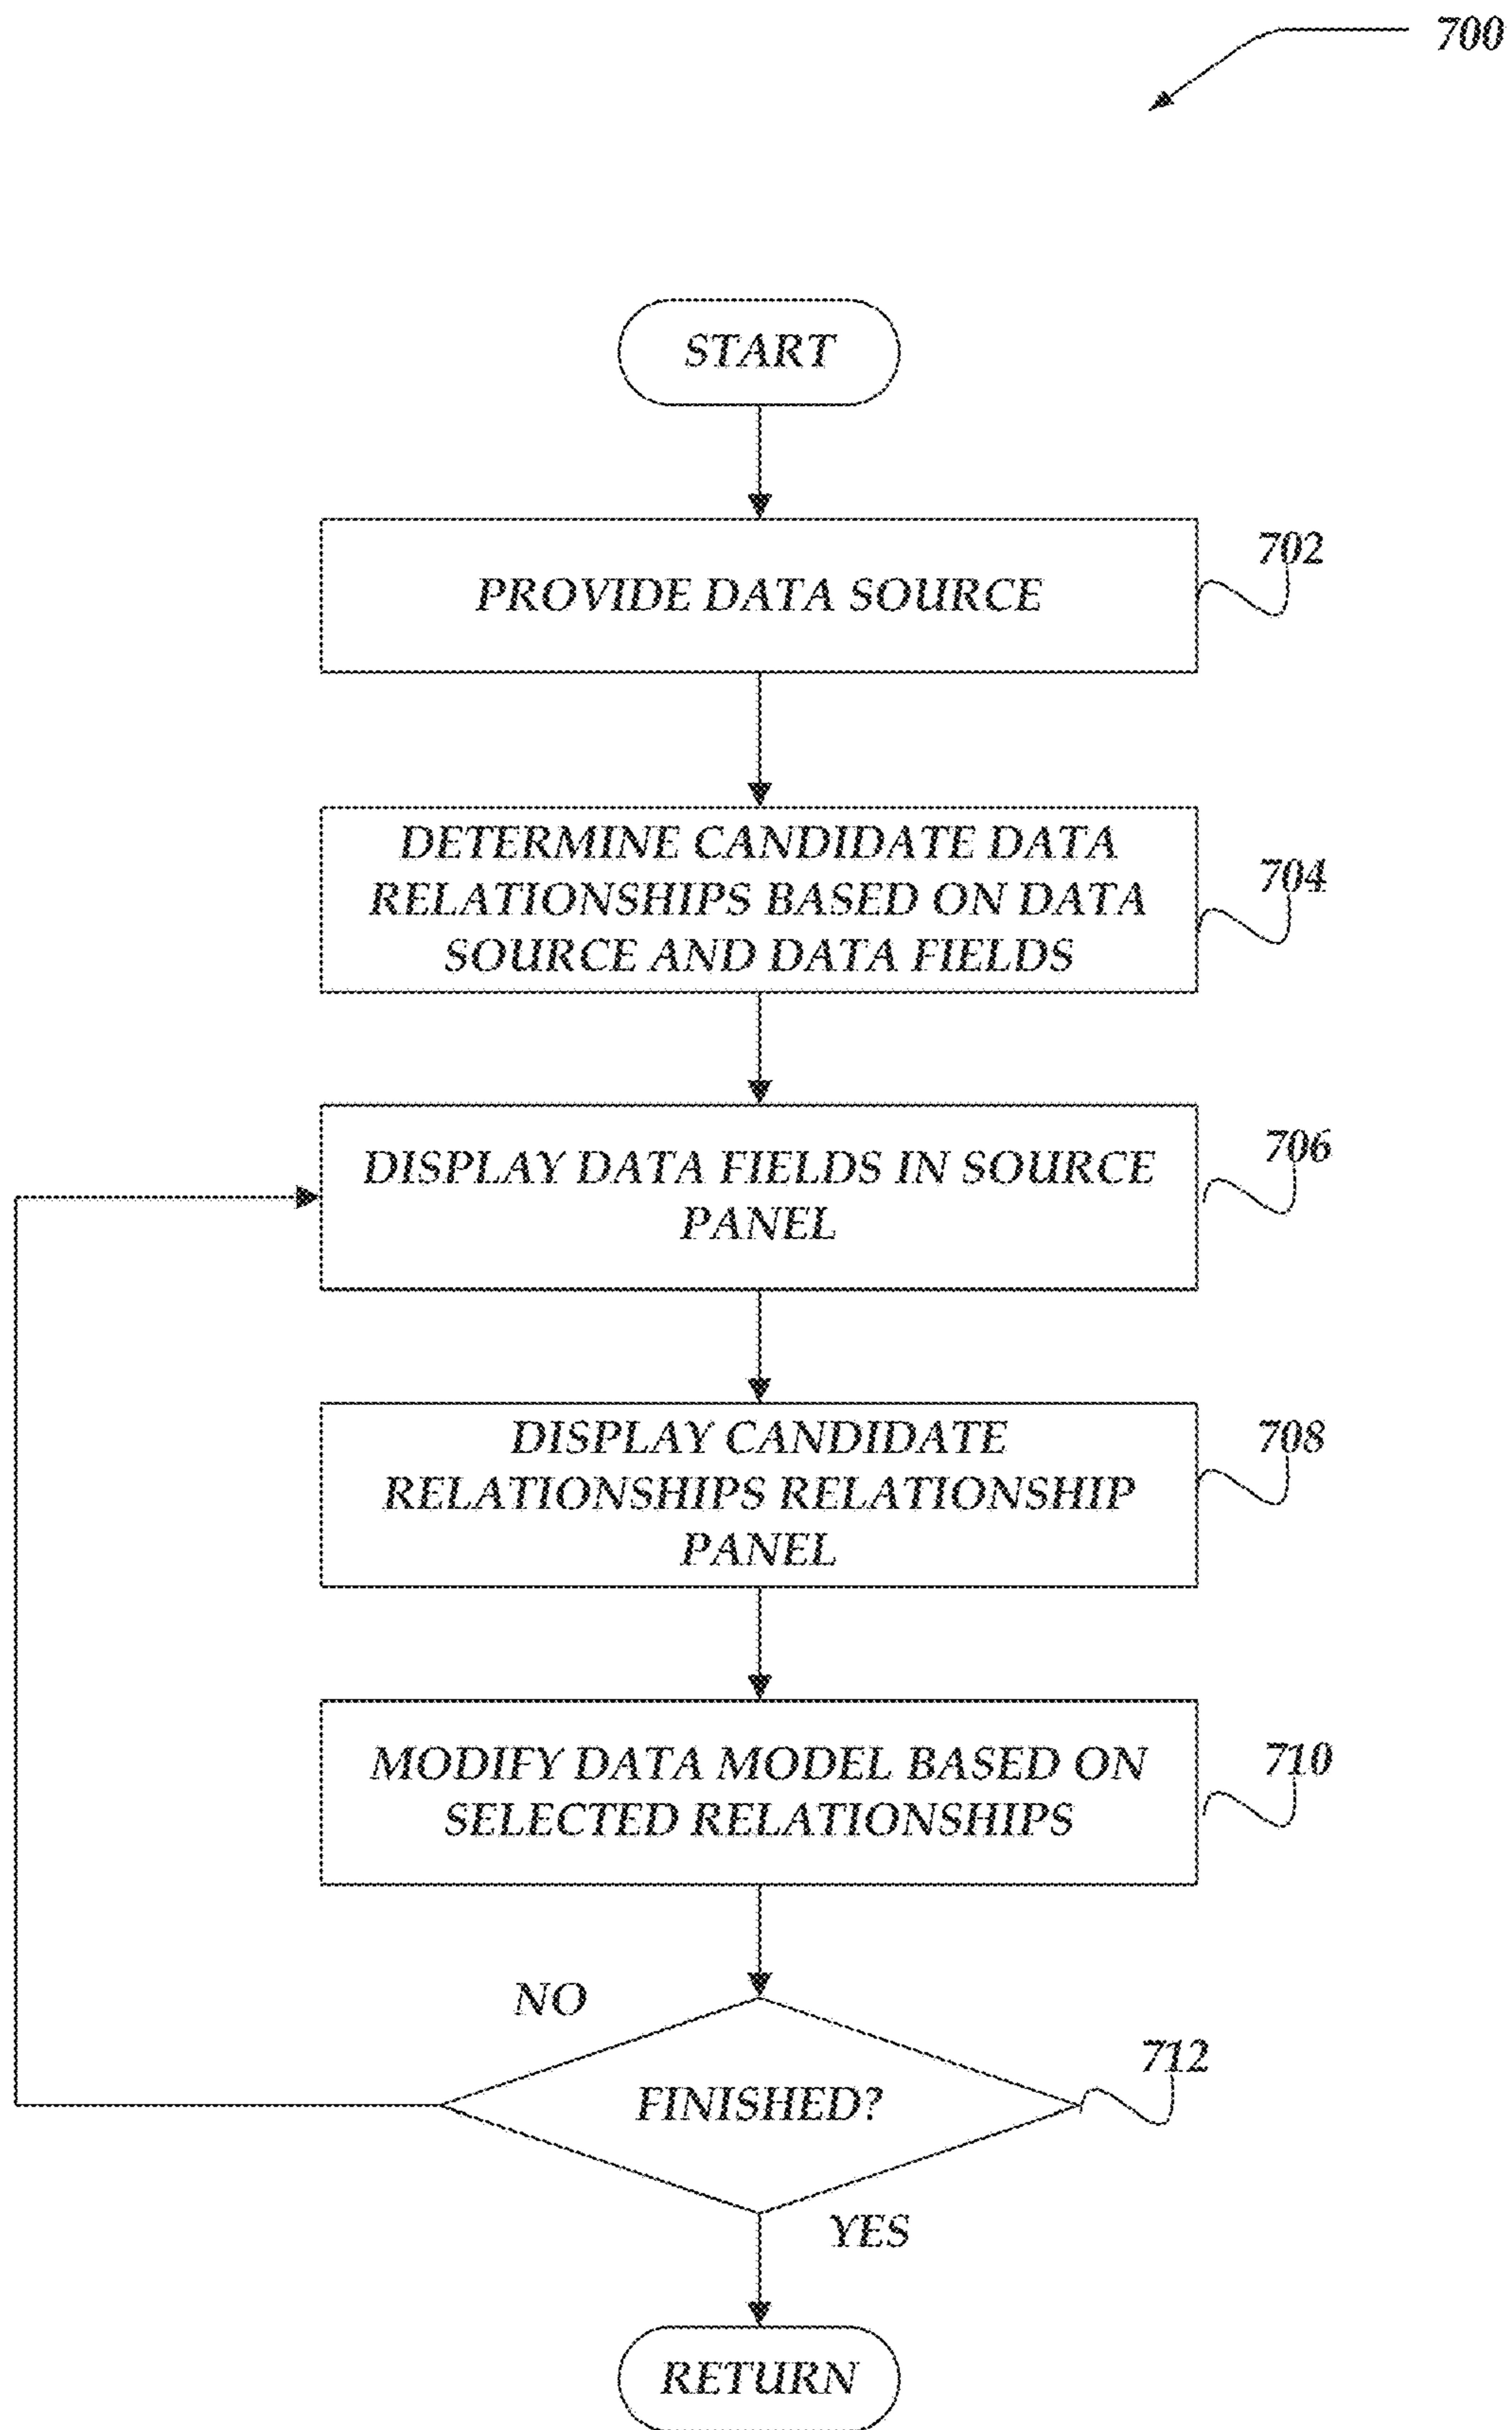 700
START
PROVIDE DATA SOURCE
702
DETERMINE CANDIDATE DATA
RELATIONSHIPS BASED ON DATA
SOURCE AND DATA FIELDS
704
DISPLAY DATA FIELDS IN SOURCE
PANEL
706
DISPLAY CANDIDATE
RELATIONSHIPS RELATIONSHIP
PANEL
708
MODIFY DATA MODEL BASED ON
SELECTED RELATIONSHIPS
710
NO
FINISHED?
712
YES
RETURN